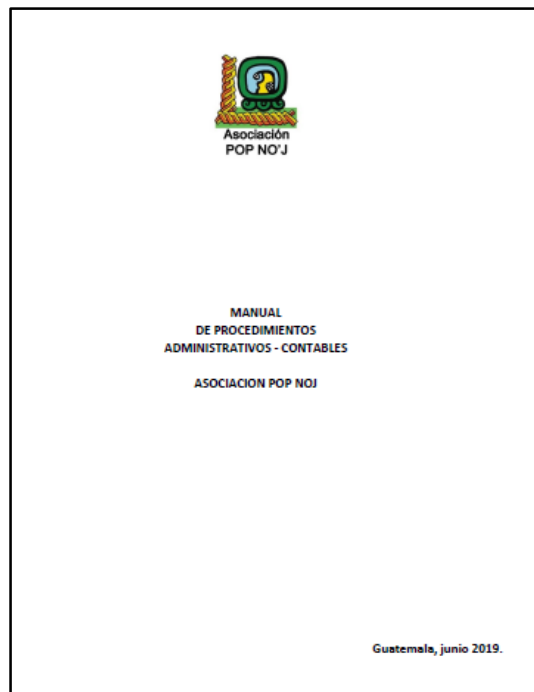 Asociación
POP NO'J
MANUAL
DE PROCEDIMIENTOS
ADMINISTRATIVOS - CONTABLES
ASOCIACION POP NOJ
Guatemala, junio 2019.